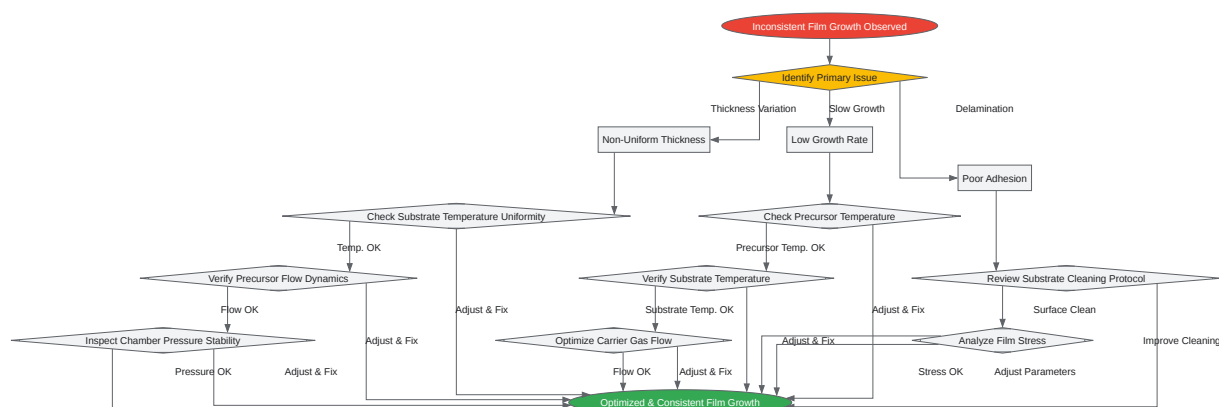 Inconsistent Film Growth Observed
Identify Primary Issue
Thickness Variation
Slow Growth
Delamination
Non-Uniform Thickness
Low Growth Rate
Poor Adhesion
Check Substrate Temperature Uniformity
Check Precursor Temperature
Temp. OK
Precursor Temp. OK
Verify Precursor Flow Dynamics
Verify Substrate Temperature
Review Substrate Cleaning Protocol
Flow OK
Adjust & Fix
Substrate Temp. OK
Adjust & Fix
Surface Clean
Inspect Chamber Pressure Stability
Adjust & Fix
Optimize Carrier Gas Flow
Adjust & Fix
Analyze Film Stress
Improve Cleaning
Pressure OK
Adjust & Fix
Flow OK
Adjust & Fix
Stress OK
Adjust Parameters
Optimized & Consistent Film Growth